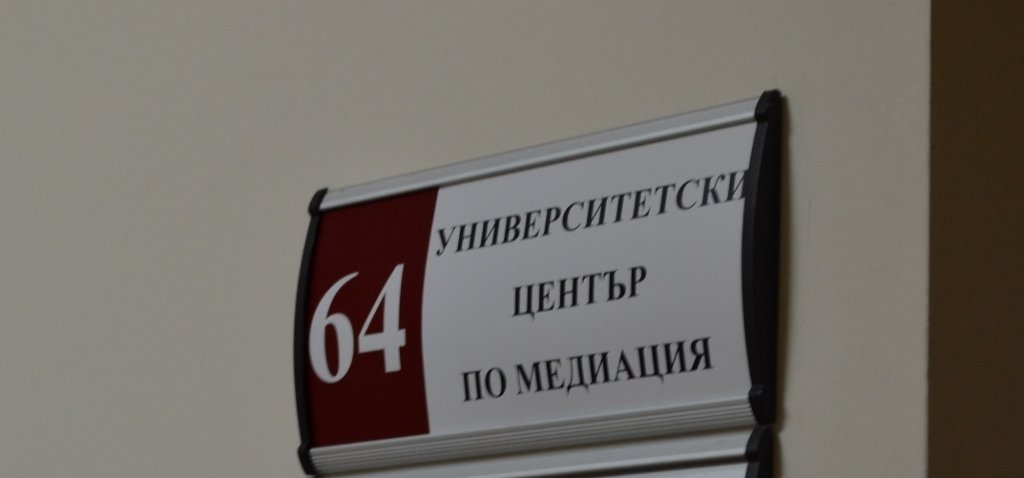 64
УНИВЕРСИТЕТСКИ
ЦЕНТЪР
ПО МЕДИАЦИЯ